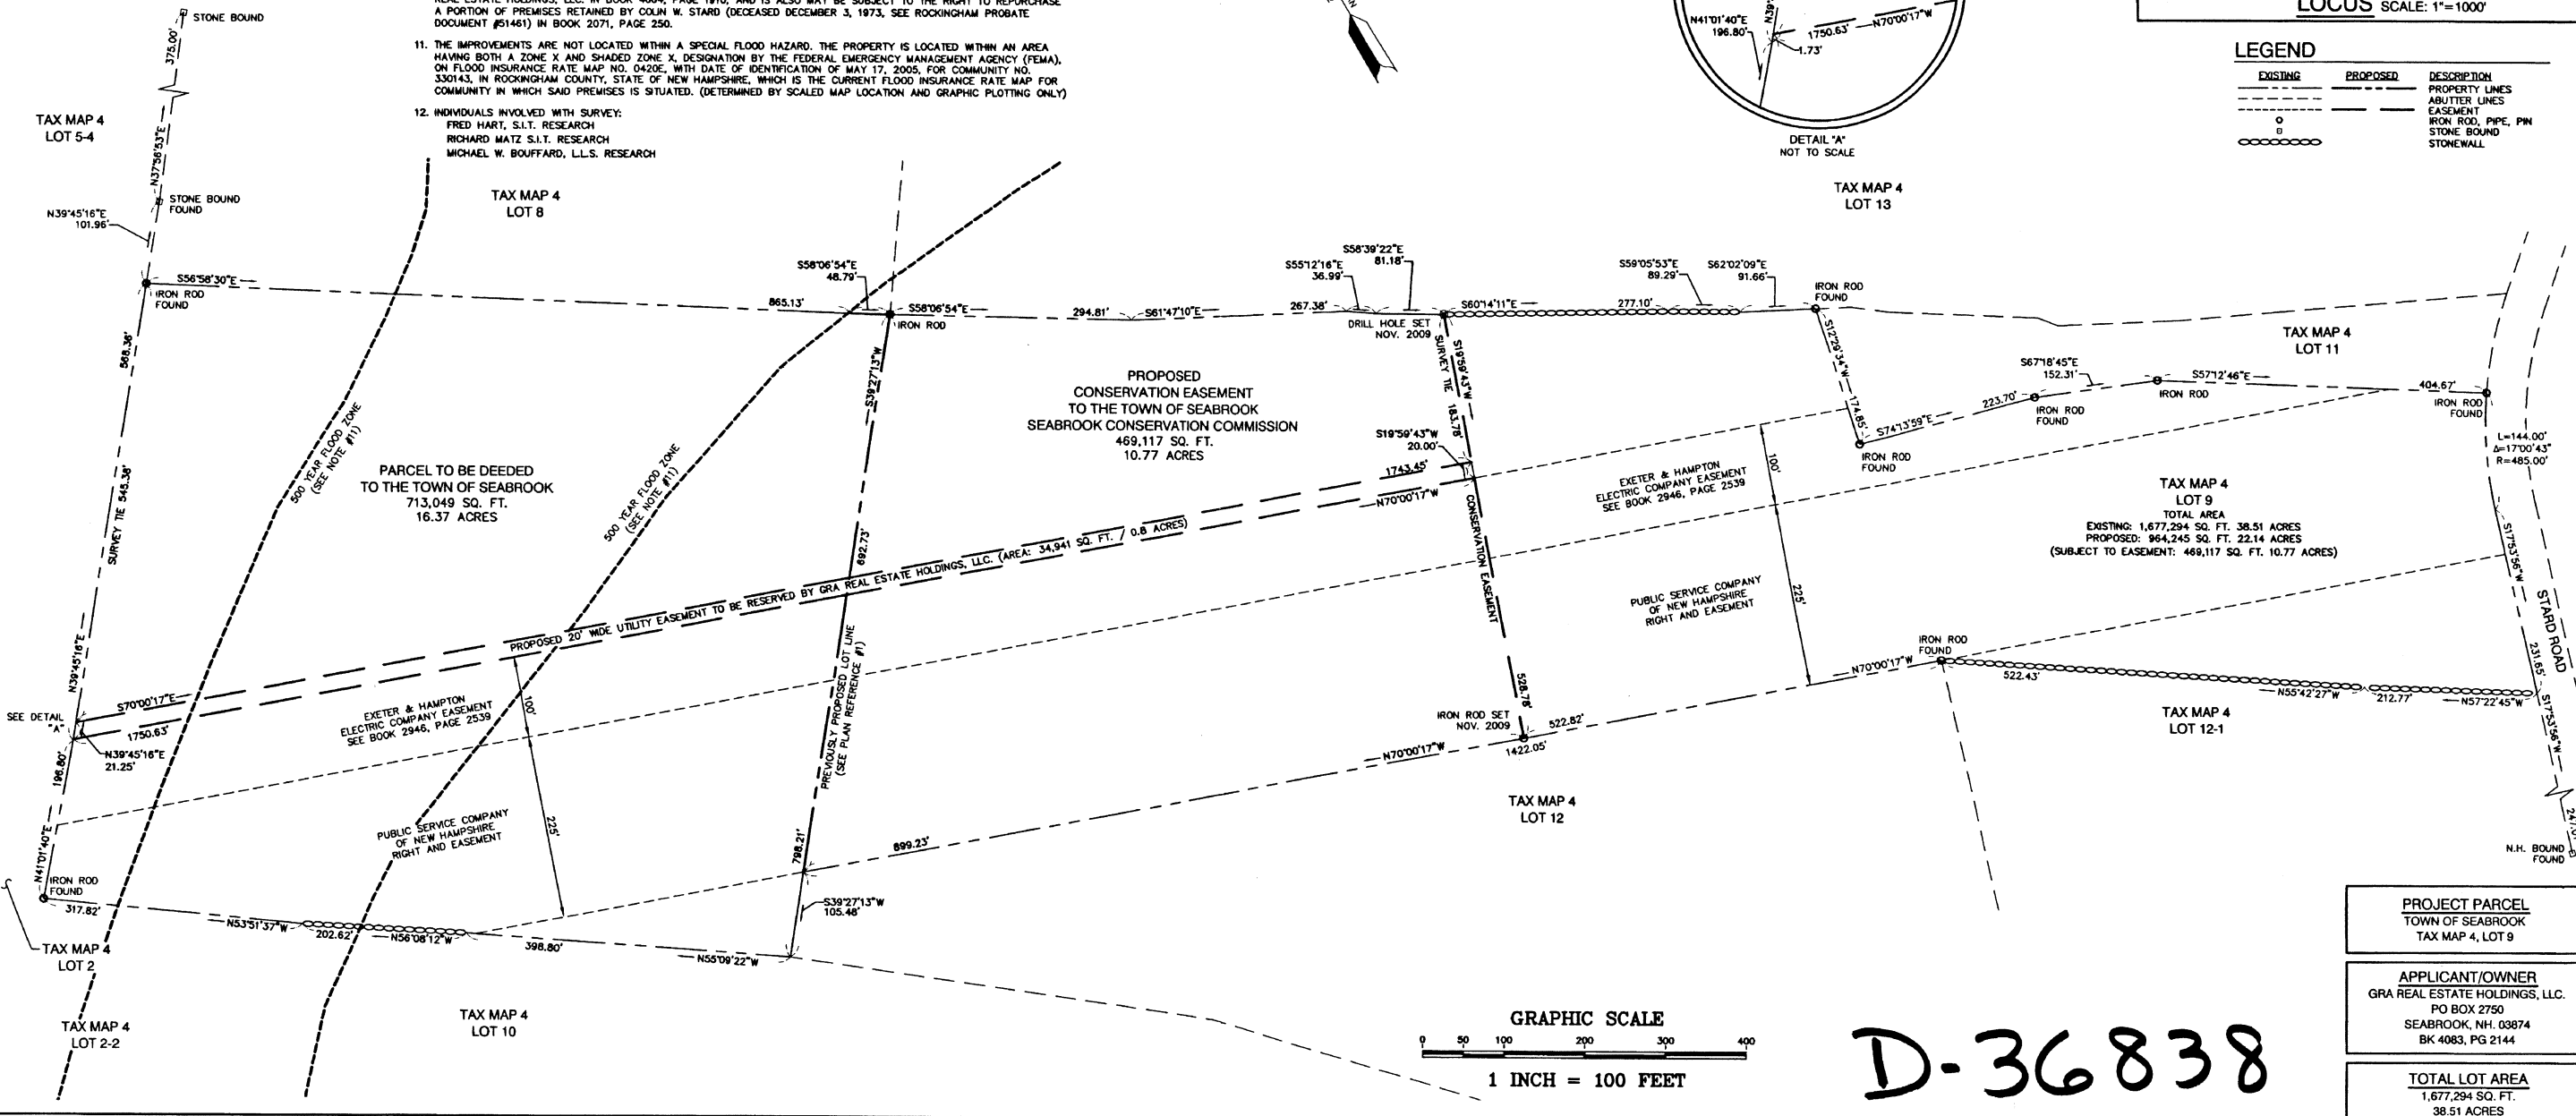 REAL ESTATE HOLDINGS, LLC. IN BOOK 4064, PAGE 1910, AND IS ALSO MAY BE SUBJECT TO THE RIGHT TO REPURCHASE
A PORTION OF PREMISES RETAINED BY COLIN W. STARD (DECEASED DECEMBER 3, 1973, SEE ROCKINGHAM PROBATE
DOCUMENT #51461) IN BOOK 2071, PAGE 250.
11. THE IMPROVEMENTS ARE NOT LOCATED WITHIN A SPECIAL FLOOD HAZARD. THE PROPERTY IS LOCATED WITHIN AN AREA
HAVING BOTH A ZONE X AND SHADED ZONE X, DESIGNATION BY THE FEDERAL EMERGENCY MANAGEMENT AGENCY (FEMA),
ON FLOOD INSURANCE RATE MAP NO. 0420E, WITH DATE OF IDENTIFICATION OF MAY 17, 2005, FOR COMMUNITY NO.
330143, IN ROCKINGHAM COUNTY, STATE OF NEW HAMPSHIRE, WHICH IS THE CURRENT FLOOD INSURANCE RATE MAP FOR
COMMUNITY IN WHICH SAID PREMISES IS SITUATED. (DETERMINED BY SCALED MAP LOCATION AND GRAPHIC PLOTTING ONLY)
12. INDIVIDUALS INVOLVED WITH SURVEY:
FRED HART, S.I.T. RESEARCH
RICHARD MATZ S.I.T. RESEARCH
MICHAEL W. BOUFFARD, L.L.S. RESEARCH
N41°01'40"E
196.80'
N39°
1750.63'
N70°00'17"W
1.73'
DETAIL "A"
NOT TO SCALE
LOCUS SCALE: 1"=1000'
LEGEND
EXISTING PROPOSED DESCRIPTION
PROPERTY LINES
ABUTTER LINES
EASEMENT
IRON ROD, PIPE, PIN
STONE BOUND
STONEWALL
STONE BOUND
375.00'
N37°56'53"E
TAX MAP 4
LOT 5-4
STONE BOUND
FOUND
N39°45'16"E
101.96'
TAX MAP 4
LOT 8
TAX MAP 4
LOT 13
S56°58'30"E
IRON ROD
FOUND
865.13'
S58°06'54"E
48.79'
S58°06'54"E
IRON ROD
294.81'
S61°47'10"E
267.38'
S55°12'16"E
36.99'
S58°39'22"E
81.18'
DRILL HOLE SET
NOV. 2009
S60°14'11"E
277.10'
S59°05'53"E
89.29'
S62°02'09"E
91.66'
IRON ROD
FOUND
S12°29'34"W
174.85'
IRON ROD
FOUND
S74°13'59"E
223.70'
IRON ROD
FOUND
S67°18'45"E
152.31'
IRON ROD
S57°12'46"E
404.67'
IRON ROD
FOUND
TAX MAP 4
LOT 11
L=144.00'
Δ=17°00'43"
R=485.00'
568.36'
SURVEY TIE 545.38'
N39°45'16"E
500 YEAR FLOOD ZONE
(SEE NOTE #11)
PARCEL TO BE DEEDED
TO THE TOWN OF SEABROOK
713,049 SQ. FT.
16.37 ACRES
500 YEAR FLOOD ZONE
(SEE NOTE #11)
S39°27'13"W
692.73'
PREVIOUSLY PROPOSED LOT LINE
(SEE PLAN REFERENCE #1)
798.21'
S39°27'13"W
105.48'
PROPOSED
CONSERVATION EASEMENT
TO THE TOWN OF SEABROOK
SEABROOK CONSERVATION COMMISSION
469,117 SQ. FT.
10.77 ACRES
SURVEY TIE 183.78'
S19°59'43"W
S19°59'43"W
20.00'
1743.45'
N70°00'17"W
PROPOSED 20' WIDE UTILITY EASEMENT TO BE RESERVED BY GRA REAL ESTATE HOLDINGS, LLC. (AREA: 34,941 SQ. FT. / 0.8 ACRES)
CONSERVATION EASEMENT
528.78'
EXETER & HAMPTON
ELECTRIC COMPANY EASEMENT
SEE BOOK 2946, PAGE 2539
100'
PUBLIC SERVICE COMPANY
OF NEW HAMPSHIRE
RIGHT AND EASEMENT
225'
TAX MAP 4
LOT 9
TOTAL AREA
EXISTING: 1,677,294 SQ. FT. 38.51 ACRES
PROPOSED: 964,245 SQ. FT. 22.14 ACRES
(SUBJECT TO EASEMENT: 469,117 SQ. FT. 10.77 ACRES)
S17°53'56"W
STARD ROAD
231.65'
S17°53'56"W
N.H. BOUND
FOUND
SEE DETAIL
"A"
S70°00'17"E
1750.63'
N39°45'16"E
21.25'
196.80'
N41°01'40"E
IRON ROD
FOUND
317.82'
EXETER & HAMPTON
ELECTRIC COMPANY EASEMENT
SEE BOOK 2946, PAGE 2539
100'
PUBLIC SERVICE COMPANY
OF NEW HAMPSHIRE
RIGHT AND EASEMENT
225'
IRON ROD SET
NOV. 2009
N70°00'17"W
522.82'
1422.05'
899.23'
N70°00'17"W
IRON ROD
FOUND
522.43'
N55°42'27"W
212.77'
N57°22'45"W
TAX MAP 4
LOT 12-1
TAX MAP 4
LOT 12
N53°51'37"W
202.62'
N56°08'12"W
398.80'
N55°09'22"W
TAX MAP 4
LOT 2
TAX MAP 4
LOT 2-2
TAX MAP 4
LOT 10
GRAPHIC SCALE
0 50 100 200 300 400
1 INCH = 100 FEET
D-36838
PROJECT PARCEL
TOWN OF SEABROOK
TAX MAP 4, LOT 9
APPLICANT/OWNER
GRA REAL ESTATE HOLDINGS, LLC.
PO BOX 2750
SEABROOK, NH. 03874
BK 4083, PG 2144
TOTAL LOT AREA
1,677,294 SQ. FT.
38.51 ACRES